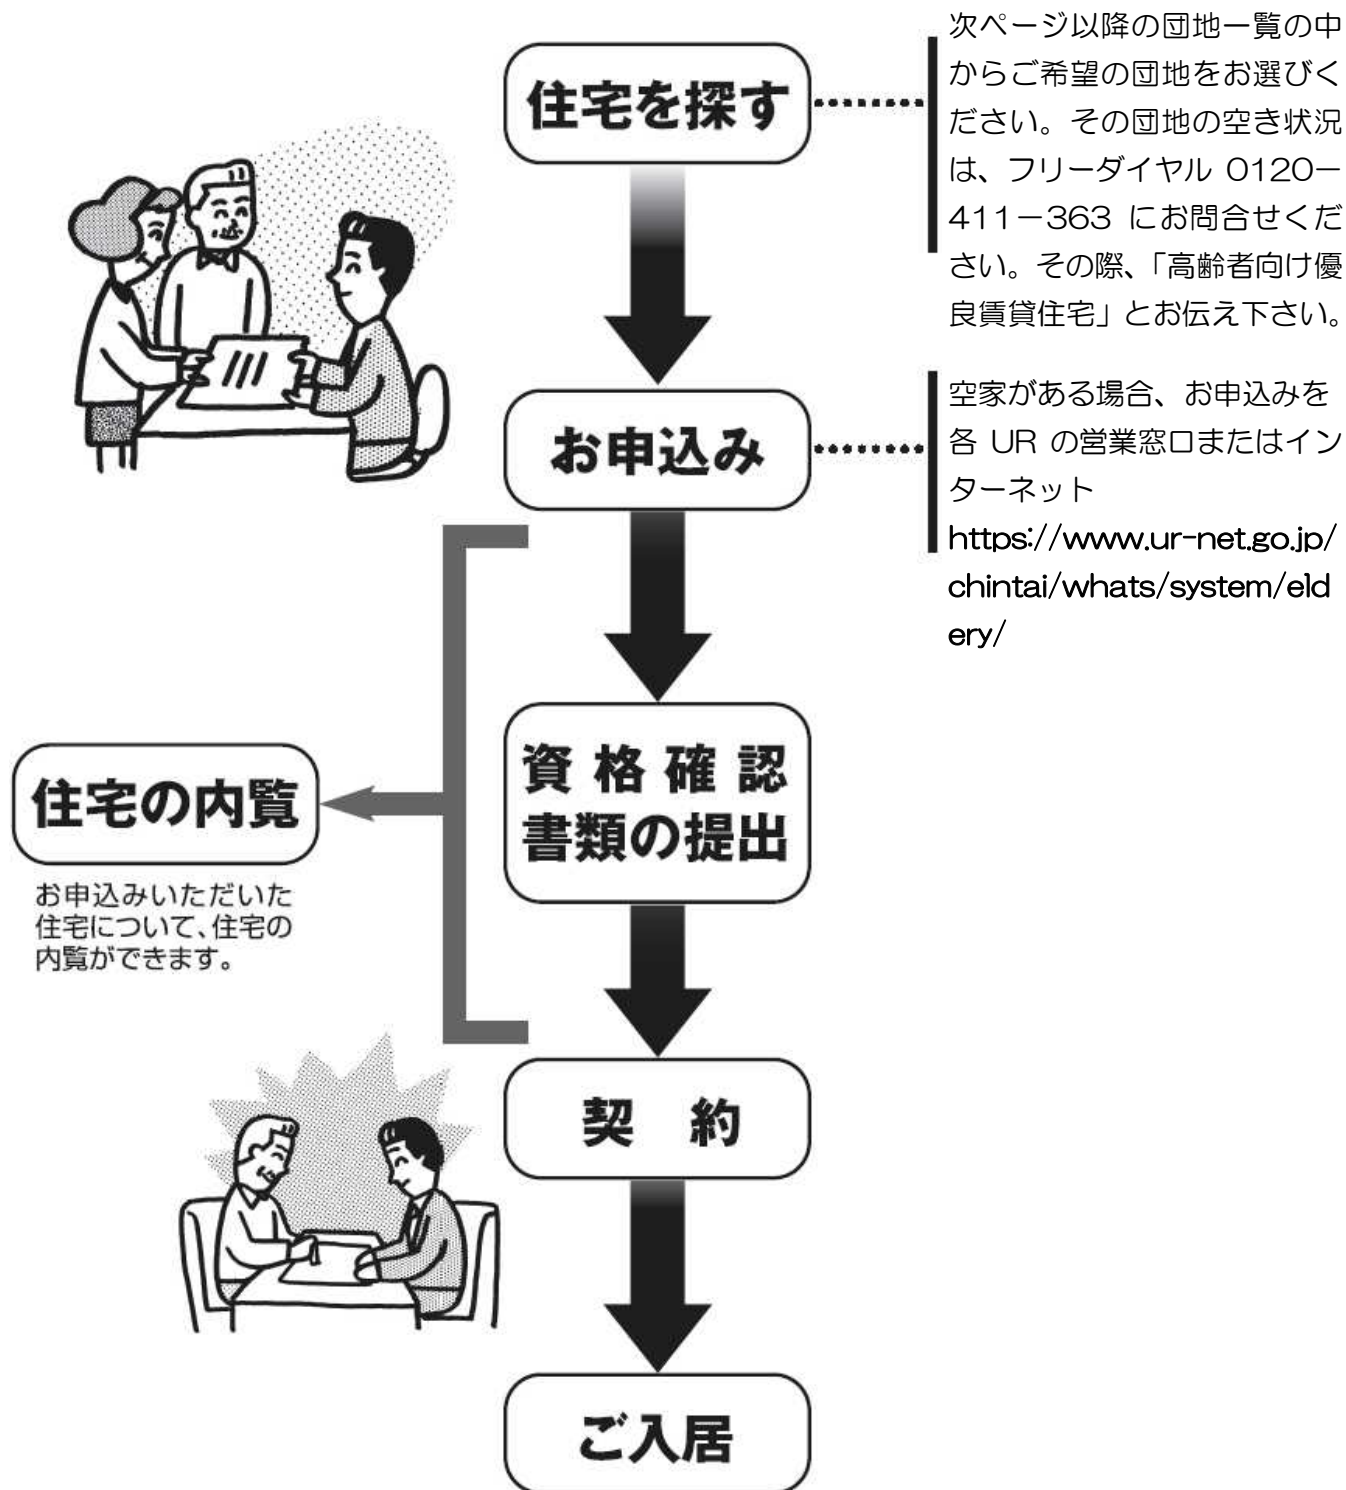 住宅を探す
次ページ以降の団地一覧の中
からご希望の団地をお選びく
ださい。その団地の空き状況
は、フリーダイヤル 0120－
411－363 にお問合せくだ
さい。その際、「高齢者向け優
良賃貸住宅」とお伝え下さい。
お申込み
空家がある場合、お申込みを
各 UR の営業窓口またはイン
ターネット
https://www.ur-net.go.jp/
chintai/whats/system/eld
ery/
資格確認
書類の提出
住宅の内覧
お申込みいただいた
住宅について、住宅の
内覧ができます。
契　約
ご入居